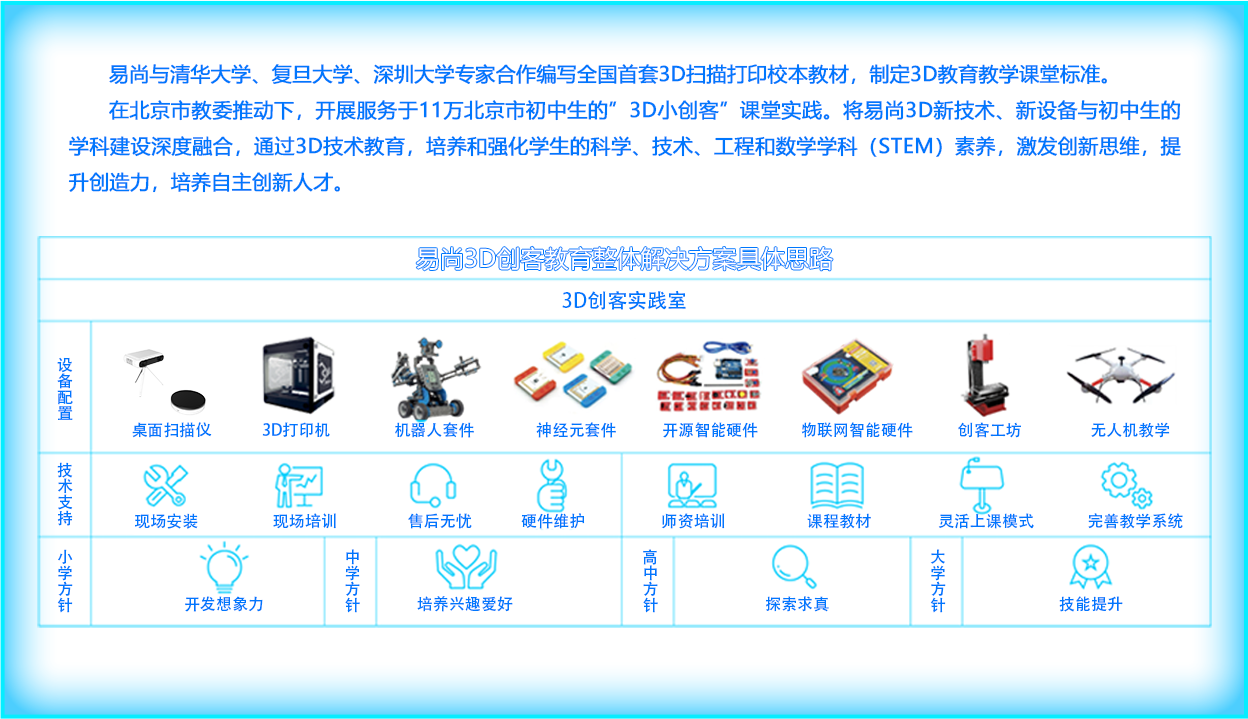 易尚与清华大学、复旦大学、深圳大学专家合作编写全国首套3D扫描打印校本教材，制定3D教育教学课堂标准。
在北京市教委推动下，开展服务于11万北京市初中生的”3D小创客”课堂实践。将易尚3D新技术、新设备与初中生的
学科建设深度融合，通过3D技术教育，培养和强化学生的科学、技术、工程和数学学科（STEM）素养，激发创新思维，提
升创造力，培养自主创新人才。
易尚3D创客教育整体解决方案具体思路
3D创客实践室
设备配置
桌面扫描仪
3D打印机
机器人套件
神经元套件
开源智能硬件
物联网智能硬件
创客工坊
无人机教学
技术支持
现场安装
现场培训
售后无忧
硬件维护
师资培训
课程教材
灵活上课模式
完善教学系统
小学方针
开发想象力
中学方针
培养兴趣爱好
高中方针
探索求真
大学方针
技能提升